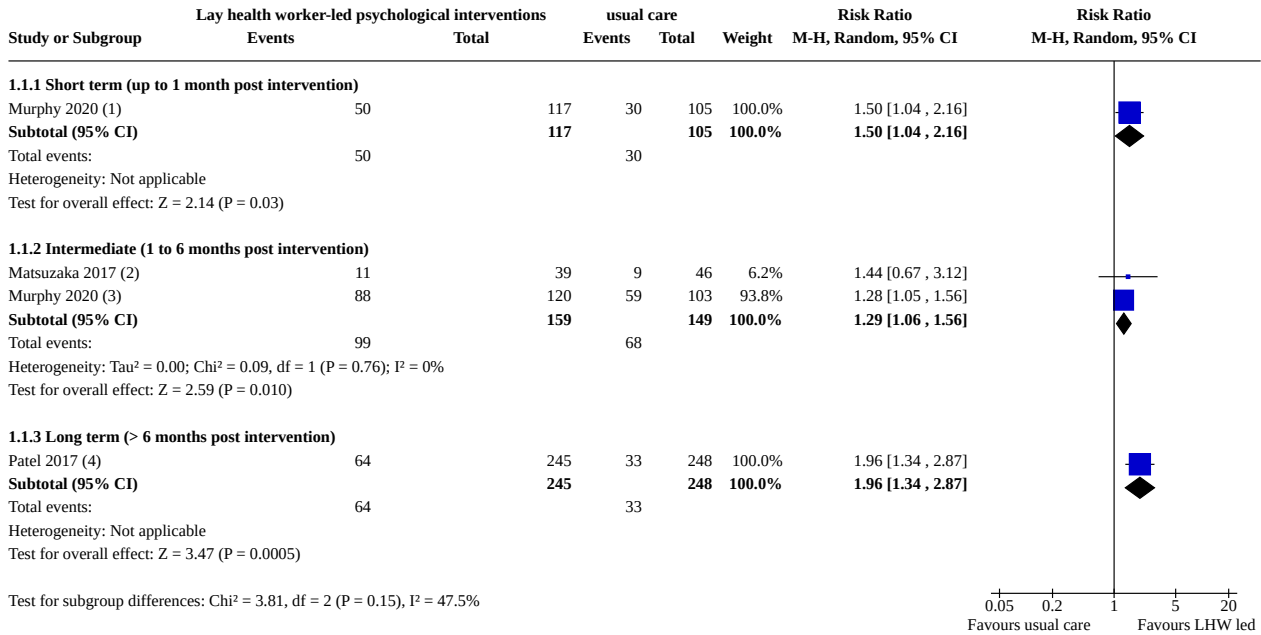 Lay health worker-led psychological interventions usual care Risk Ratio Risk Ratio
Study or Subgroup Events Total Events Total Weight M-H, Random, 95% CI M-H, Random, 95% CI
1.1.1 Short term (up to 1 month post intervention)
Murphy 2020 (1) 50 117 30 105 100.0% 1.50 [1.04 , 2.16]
Subtotal (95% CI) 117 105 100.0% 1.50 [1.04 , 2.16]
Total events: 50 30
Heterogeneity: Not applicable
Test for overall effect: Z = 2.14 (P = 0.03)
1.1.2 Intermediate (1 to 6 months post intervention)
Matsuzaka 2017 (2) 11 39 9 46 6.2% 1.44 [0.67 , 3.12]
Murphy 2020 (3) 88 120 59 103 93.8% 1.28 [1.05 , 1.56]
Subtotal (95% CI) 159 149 100.0% 1.29 [1.06 , 1.56]
Total events: 99 68
Heterogeneity: Tau² = 0.00; Chi² = 0.09, df = 1 (P = 0.76); I² = 0%
Test for overall effect: Z = 2.59 (P = 0.010)
1.1.3 Long term (> 6 months post intervention)
Patel 2017 (4) 64 245 33 248 100.0% 1.96 [1.34 , 2.87]
Subtotal (95% CI) 245 248 100.0% 1.96 [1.34 , 2.87]
Total events: 64 33
Heterogeneity: Not applicable
Test for overall effect: Z = 3.47 (P = 0.0005)
Test for subgroup differences: Chi² = 3.81, df = 2 (P = 0.15), I² = 47.5%
0.05 0.2 1 5 20
Favours usual care Favours LHW led